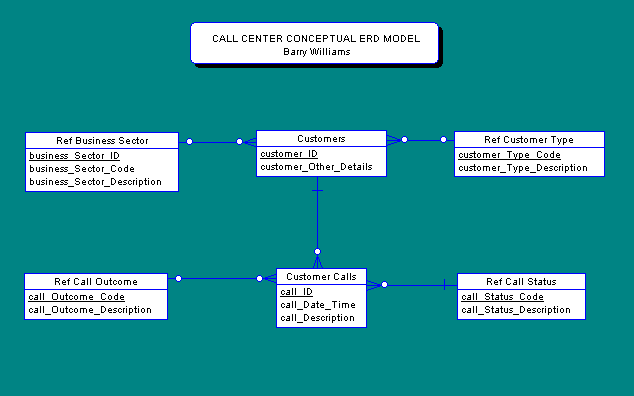 CALL CENTER CONCEPTUAL ERD MODEL
Barry Williams
Ref Business Sector
business_Sector_ID
business_Sector_Code
business_Sector_Description
Customers
customer_ID
customer_Other_Details
Ref Customer Type
customer_Type_Code
customer_Type_Description
Ref Call Outcome
call_Outcome_Code
call_Outcome_Description
Customer Calls
call_ID
call_Date_Time
call_Description
Ref Call Status
call_Status_Code
call_Status_Description